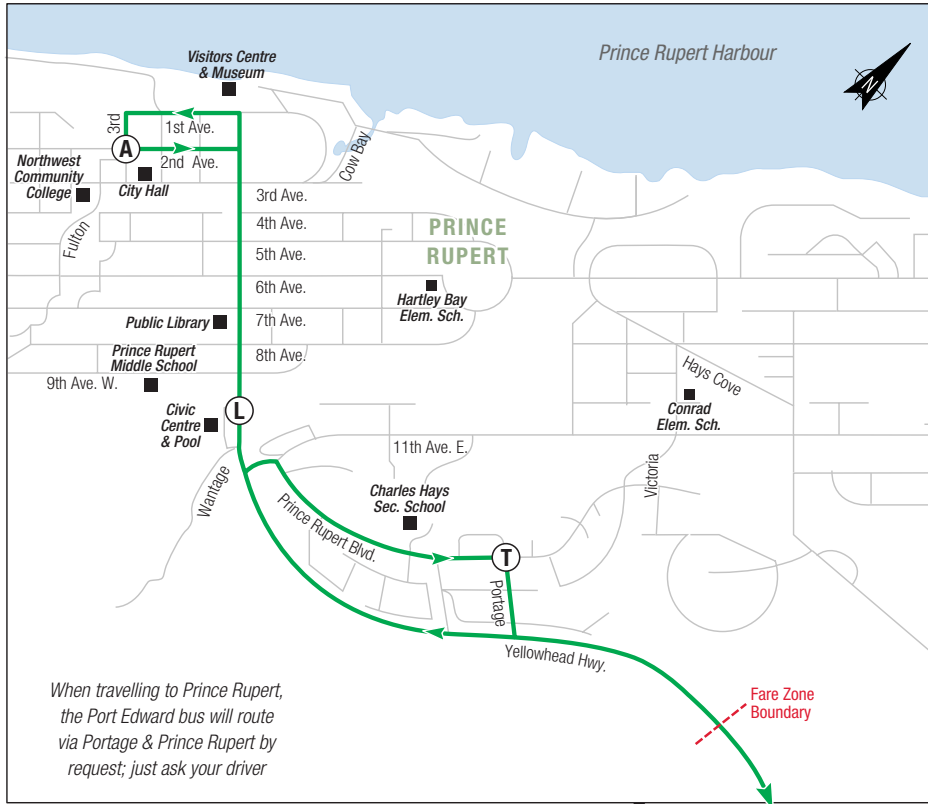 Visitors Centre
& Museum
Prince Rupert Harbour
N
3rd
1st Ave.
A
2nd Ave.
Cow Bay
Northwest
Community
College
City Hall
3rd Ave.
4th Ave.
PRINCE
RUPERT
Fulton
5th Ave.
6th Ave.
Hartley Bay
Elem. Sch.
Public Library
7th Ave.
Prince Rupert
Middle School
8th Ave.
9th Ave. W.
Hays Cove
Civic
Centre
& Pool
L
Conrad
Elem. Sch.
11th Ave. E.
Wantage
Victoria
Charles Hays
Sec. School
Prince Rupert Blvd.
T
Portage
Yellowhead Hwy.
When travelling to Prince Rupert,
the Port Edward bus will route
via Portage & Prince Rupert by
request; just ask your driver
Fare Zone
Boundary